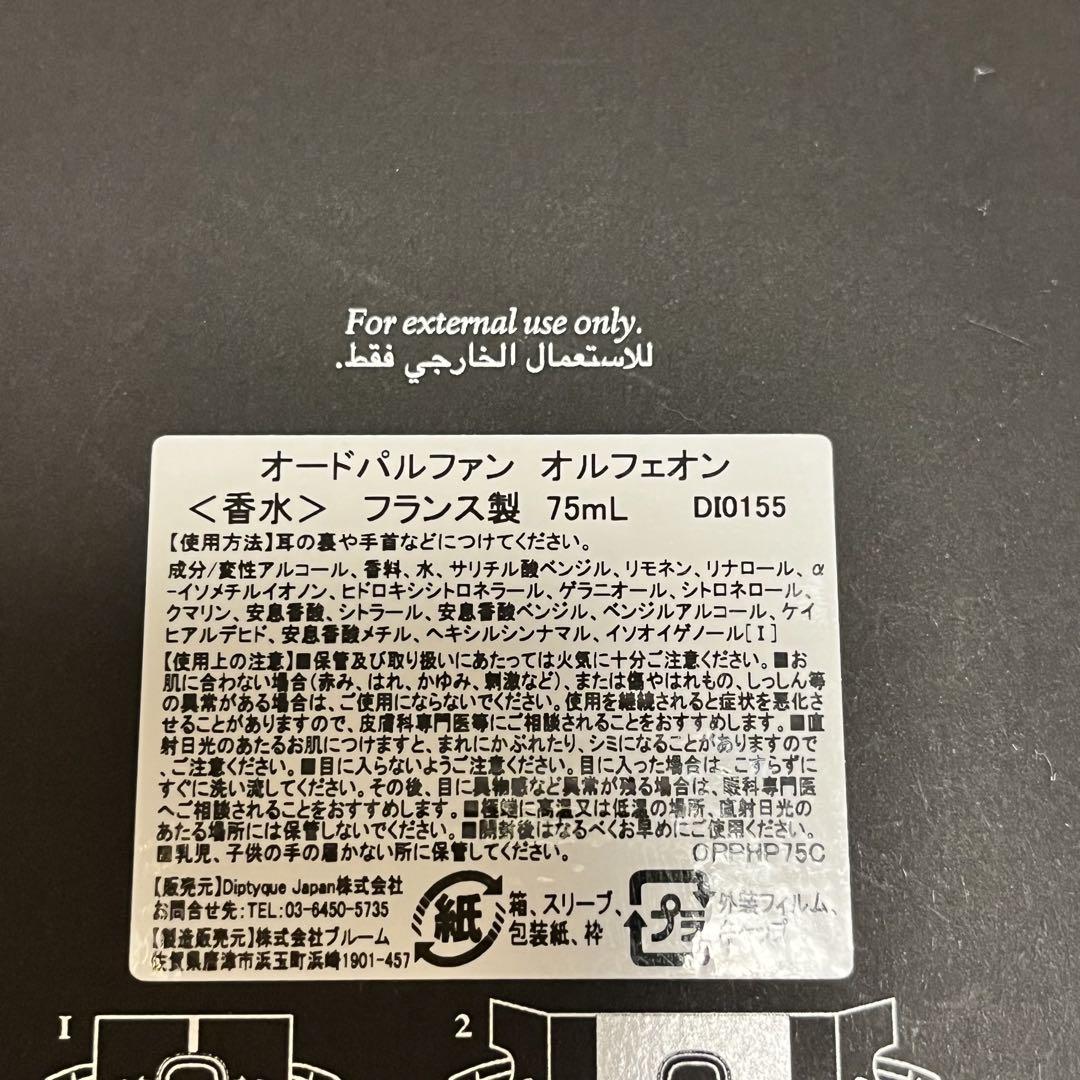 For external use only.
للاستعمال الخارجي فقط.
オードパルファン オルフェオン
＜香水＞ フランス製 75mL DI0155
【使用方法】耳の裏や手首などにつけてください。
成分/変性アルコール、香料、水、サリチル酸ベンジル、リモネン、リナロール、α
-イソメチルイオノン、ヒドロキシシトロネラール、ゲラニオール、シトロネロール、
クマリン、安息香酸、シトラール、安息香酸ベンジル、ベンジルアルコール、ケイ
ヒアルデヒド、安息香酸メチル、ヘキシルシンナマル、イソオイゲノール[I]
【使用上の注意】■保管及び取り扱いにあたっては火気に十分ご注意ください。■お
肌に合わない場合(赤み、はれ、かゆみ、刺激など)、または傷やはれもの、しっしん等
の異常がある場合は、ご使用にならないでください。使用を継続されると症状を悪化さ
せることがありますので、皮膚科専門医等にご相談されることをおすすめします。■直
射日光のあたるお肌につけますと、まれにかぶれたり、シミになることがありますので
、ご注意ください。■目に入らないようご注意ください。目に入った場合は、こすらずに
すぐに洗い流してください。その後、目に異物感など異常が残る場合は、眼科専門医
へご相談されることをおすすめします。■極端に高温又は低温の場所、直射日光の
あたる場所には保管しないでください。■開封後はなるべくお早めにご使用ください。
■乳児、子供の手の届かない所に保管してください。 ORPHP75C
【販売元】Diptyque Japan株式会社
お問合せ先:TEL:03-6450-5735
【製造販売元】株式会社ブルーム
佐賀県唐津市浜玉町浜崎1901-457
紙
箱、スリーブ、
包装紙、枠
プラ
外装フィルム、
1
2